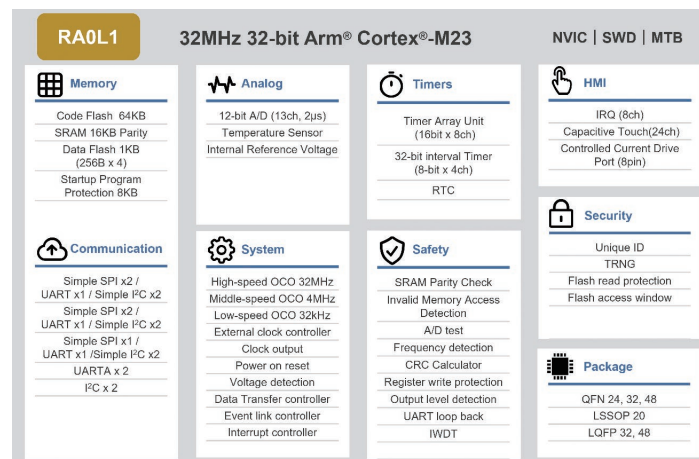 RA0L1
32MHz 32-bit Arm® Cortex®-M23
NVIC | SWD | MTB
Memory
Code Flash 64KB
SRAM 16KB Parity
Data Flash 1KB
(256B x 4)
Startup Program
Protection 8KB
Analog
12-bit A/D (13ch, 2μs)
Temperature Sensor
Internal Reference Voltage
Timers
Timer Array Unit
(16bit x 8ch)
32-bit interval Timer
(8-bit x 4ch)
RTC
HMI
IRQ (8ch)
Capacitive Touch(24ch)
Controlled Current Drive
Port (8pin)
Communication
Simple SPI x2 /
UART x1 / Simple I²C x2
Simple SPI x2 /
UART x1 / Simple I²C x2
Simple SPI x1 /
UART x1 /Simple I²C x2
UARTA x 2
I²C x 2
System
High-speed OCO 32MHz
Middle-speed OCO 4MHz
Low-speed OCO 32kHz
External clock controller
Clock output
Power on reset
Voltage detection
Data Transfer controller
Event link controller
Interrupt controller
Safety
SRAM Parity Check
Invalid Memory Access
Detection
A/D test
Frequency detection
CRC Calculator
Register write protection
Output level detection
UART loop back
IWDT
Security
Unique ID
TRNG
Flash read protection
Flash access window
Package
QFN 24, 32, 48
LSSOP 20
LQFP 32, 48